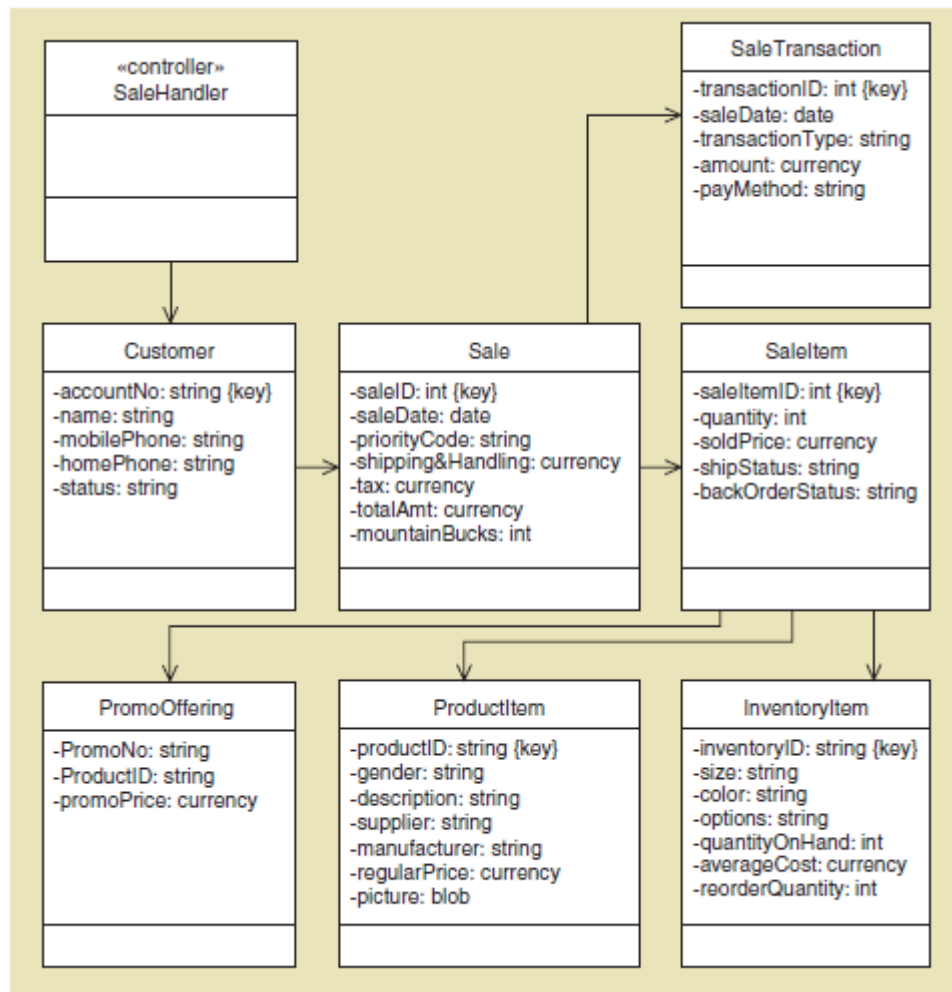 «controller»
SaleHandler
SaleTransaction
-transactionID: int {key}
-saleDate: date
-transactionType: string
-amount: currency
-payMethod: string
Customer
-accountNo: string {key}
-name: string
-mobilePhone: string
-homePhone: string
-status: string
Sale
-saleID: int {key}
-saleDate: date
-priorityCode: string
-shipping&Handling: currency
-tax: currency
-totalAmt: currency
-mountainBucks: int
SaleItem
-saleItemID: int {key}
-quantity: int
-soldPrice: currency
-shipStatus: string
-backOrderStatus: string
PromoOffering
-PromoNo: string
-ProductID: string
-promoPrice: currency
ProductItem
-productID: string {key}
-gender: string
-description: string
-supplier: string
-manufacturer: string
-regularPrice: currency
-picture: blob
InventoryItem
-inventoryID: string {key}
-size: string
-color: string
-options: string
-quantityOnHand: int
-averageCost: currency
-reorderQuantity: int